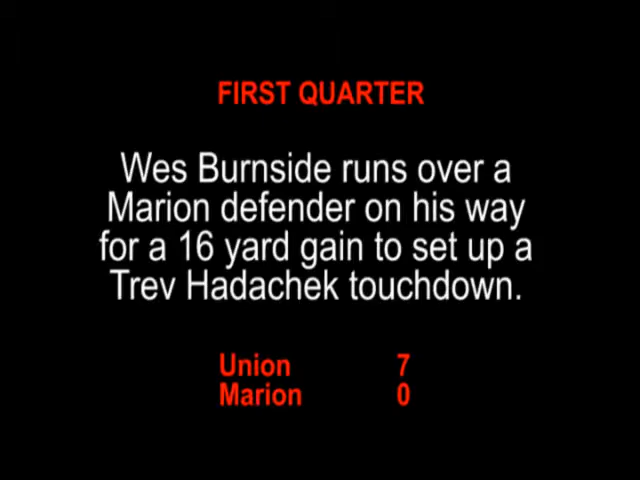 FIRST QUARTER
Wes Burnside runs over a
Marion defender on his way
for a 16 yard gain to set up a
Trev Hadachek touchdown.
Union 7
Marion 0